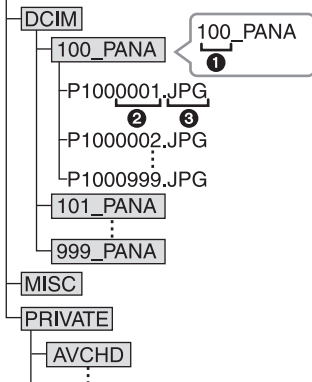 DCIM
100_PANA
100_PANA
❶
P1000001.JPG
❷ ❸
P1000002.JPG
P1000999.JPG
101_PANA
999_PANA
MISC
PRIVATE
AVCHD